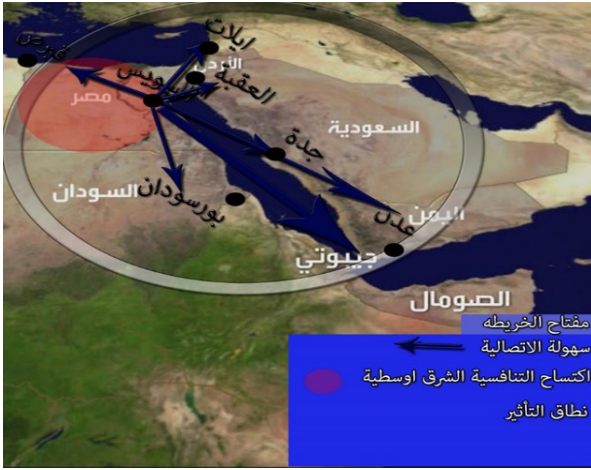 ايلات
الأردن
العقبة
مصر
السعودية
جدة
السودان
بورسودان
اليمن
عدن
جيبوتي
الصومال
مفتاح الخريطه
سهولة الاتصالية
اكتساح التنافسية الشرق اوسطية
نطاق التأثير